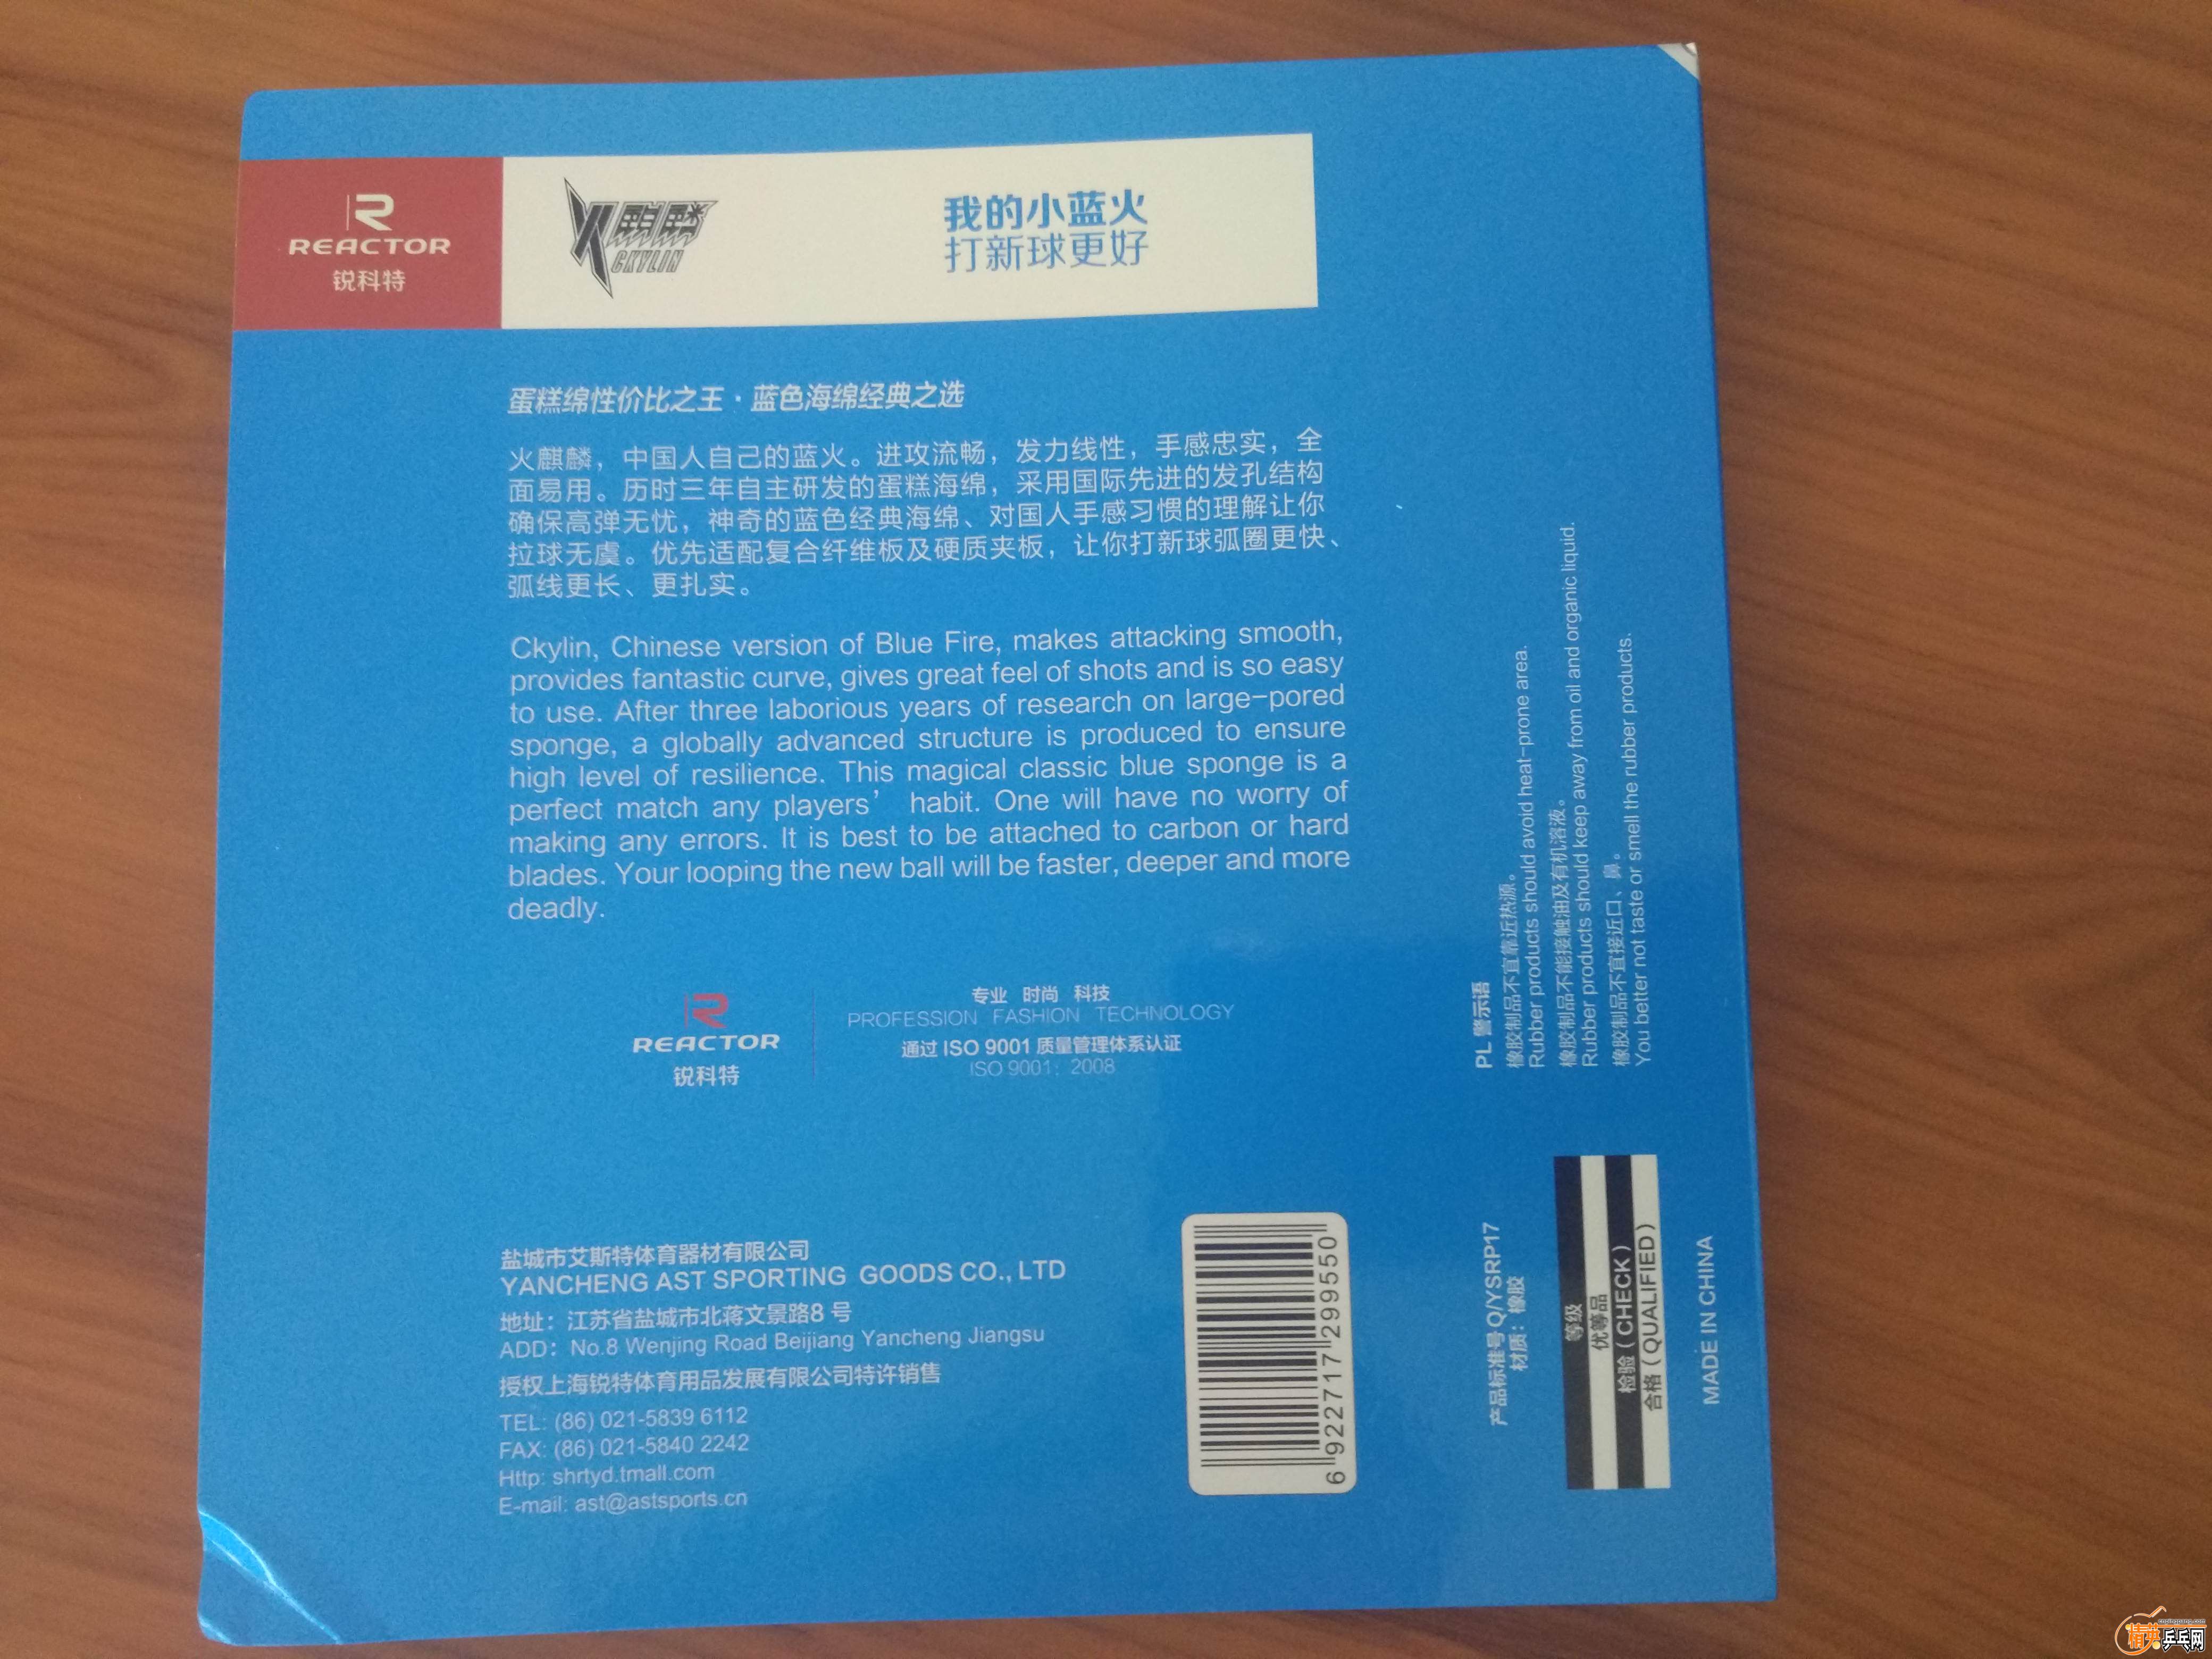 REACTOR
锐科特
火麒麟
CKYLIN
我的小蓝火
打新球更好
蛋糕绵性价比之王·蓝色海绵经典之选
火麒麟，中国人自己的蓝火。进攻流畅，发力线性，手感忠实，全
面易用。历时三年自主研发的蛋糕海绵，采用国际先进的发孔结构
确保高弹无忧，神奇的蓝色经典海绵、对国人手感习惯的理解让你
拉球无虞。优先适配复合纤维板及硬质夹板，让你打新球弧圈更快、
弧线更长、更扎实。
Ckylin, Chinese version of Blue Fire, makes attacking smooth,
provides fantastic curve, gives great feel of shots and is so easy
to use. After three laborious years of research on large-pored
sponge, a globally advanced structure is produced to ensure
high level of resilience. This magical classic blue sponge is a
perfect match any players’ habit. One will have no worry of
making any errors. It is best to be attached to carbon or hard
blades. Your looping the new ball will be faster, deeper and more
deadly.
REACTOR
锐科特
专业 时尚 科技
PROFESSION FASHION TECHNOLOGY
通过 ISO 9001 质量管理体系认证
ISO 9001: 2008
盐城市艾斯特体育器材有限公司
YANCHENG AST SPORTING GOODS CO., LTD
地址：江苏省盐城市北蒋文景路8 号
ADD: No.8 Wenjing Road Beijiang Yancheng Jiangsu
授权上海锐特体育用品发展有限公司特许销售
TEL: (86) 021-5839 6112
FAX: (86) 021-5840 2242
Http: shrtyd.tmall.com
E-mail: ast@astsports.cn
6 922717 299550
PL 警示语
橡胶制品不宜靠近热源。
Rubber products should avoid heat-prone area.
橡胶制品不能接触油及有机溶液。
Rubber products should keep away from oil and organic liquid.
橡胶制品不宜直接近口、鼻。
You better not taste or smell the rubber products.
产品标准号 Q/YSRP17
材质：橡胶
等级
优等品
检验（CHECK）
合格（QUALIFIED）
MADE IN CHINA
精英乒乓网